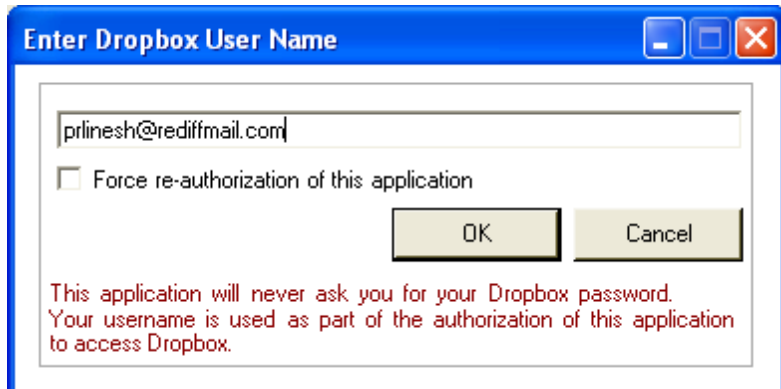 Enter Dropbox User Name
prlinesh@rediffmail.com
Force re-authorization of this application
OK Cancel
This application will never ask you for your Dropbox password.
Your username is used as part of the authorization of this application
to access Dropbox.